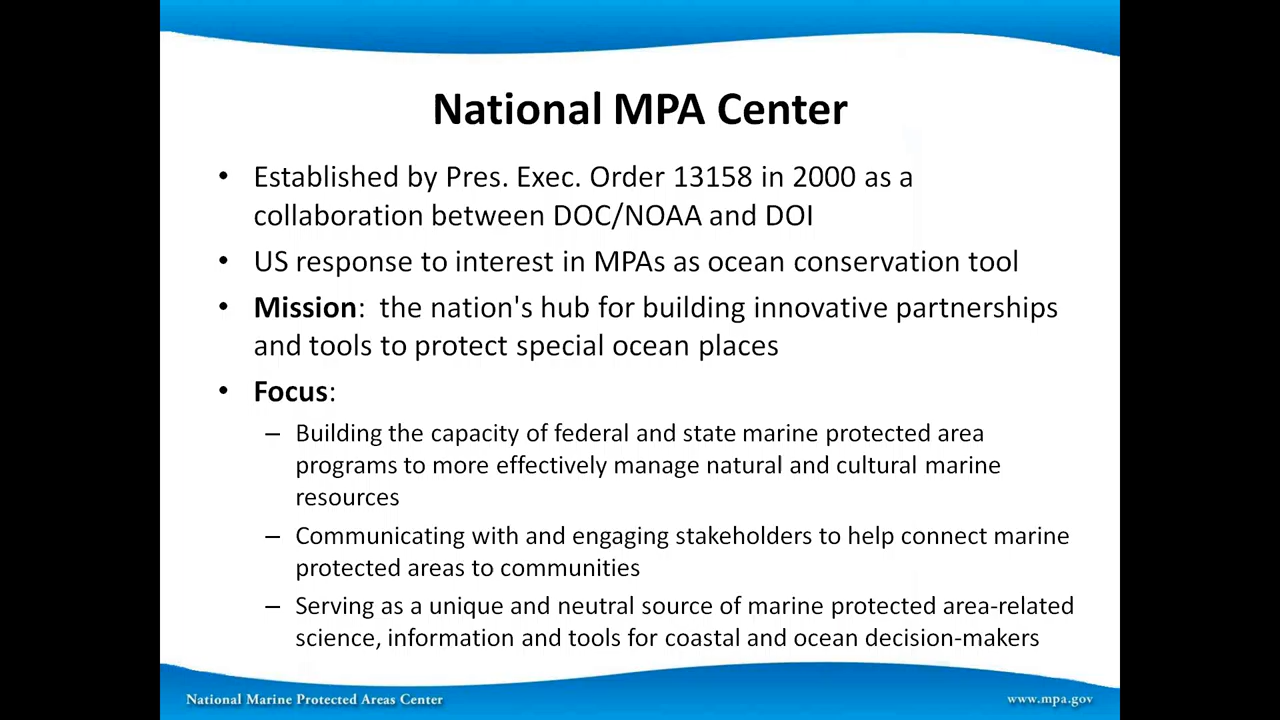 National MPA Center
• Established by Pres. Exec. Order 13158 in 2000 as a
collaboration between DOC/NOAA and DOI
• US response to interest in MPAs as ocean conservation tool
• Mission:  the nation's hub for building innovative partnerships
and tools to protect special ocean places
• Focus:
– Building the capacity of federal and state marine protected area
programs to more effectively manage natural and cultural marine
resources
– Communicating with and engaging stakeholders to help connect marine
protected areas to communities
– Serving as a unique and neutral source of marine protected area-related
science, information and tools for coastal and ocean decision-makers
National Marine Protected Areas Center
www.mpa.gov